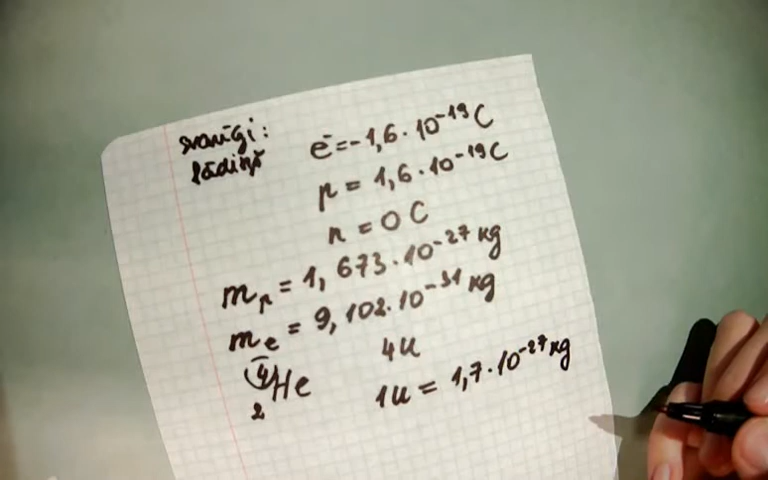 svarīgi:
lādiņš
e⁻ = -1,6 · 10⁻¹⁹ C
p = 1,6 · 10⁻¹⁹ C
n = 0 C
mₚ = 1, 673 · 10⁻²⁷ kg
mₑ = 9, 102 · 10⁻³¹ kg
⁴₂He 4u
1u = 1,7 · 10⁻²⁷ kg